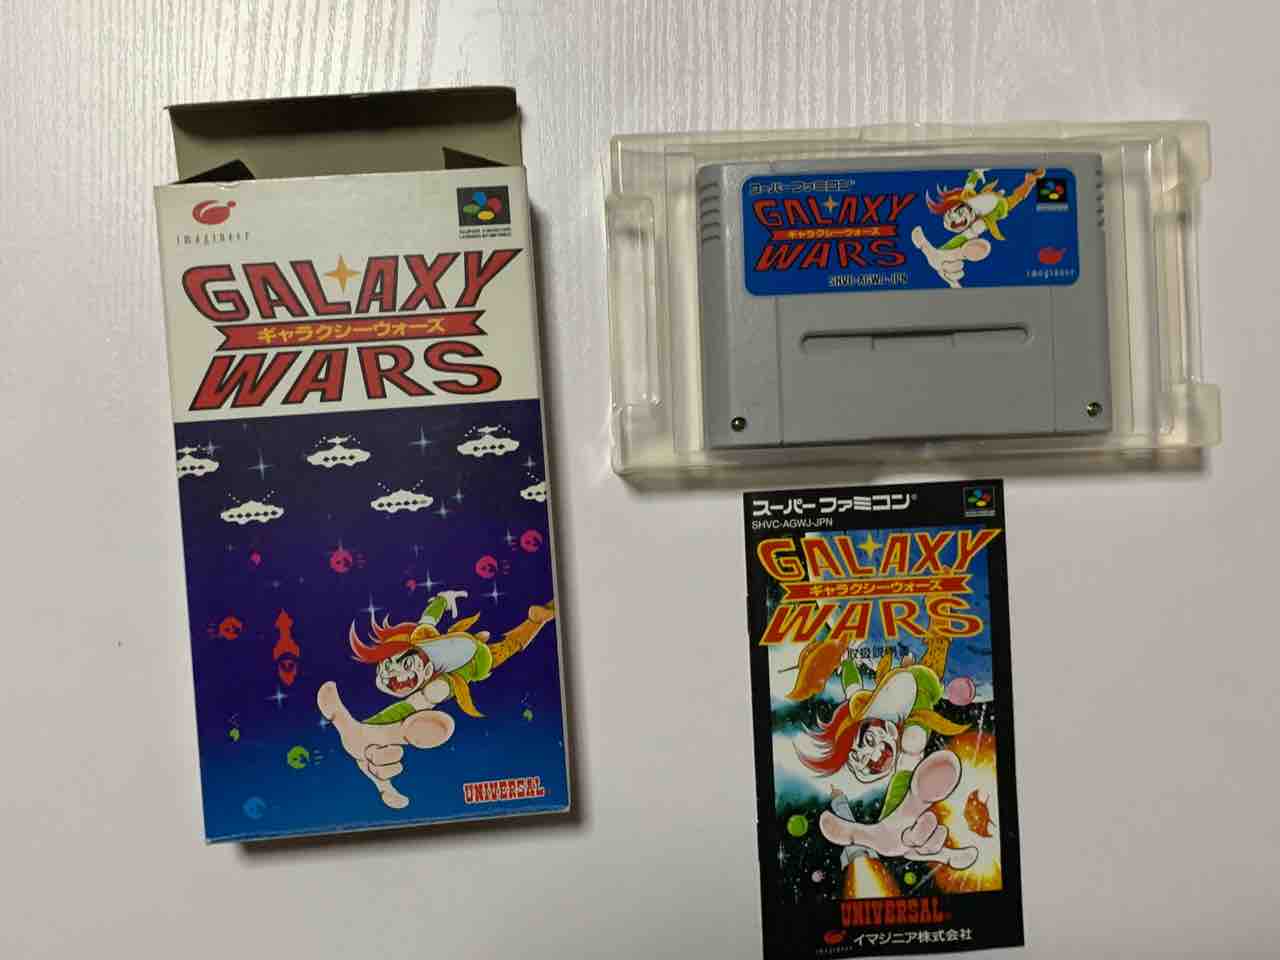 imagineer
GALAXY
ギャラクシーウォーズ
WARS
UNIVERSAL
スーパーファミコン
GALAXY
ギャラクシーウォーズ
WARS
SHVC-AGWJ-JPN
imagineer
スーパーファミコン®
SHVC-AGWJ-JPN
GALAXY
ギャラクシーウォーズ
WARS
取扱説明書
UNIVERSAL
imagineer イマジニア株式会社